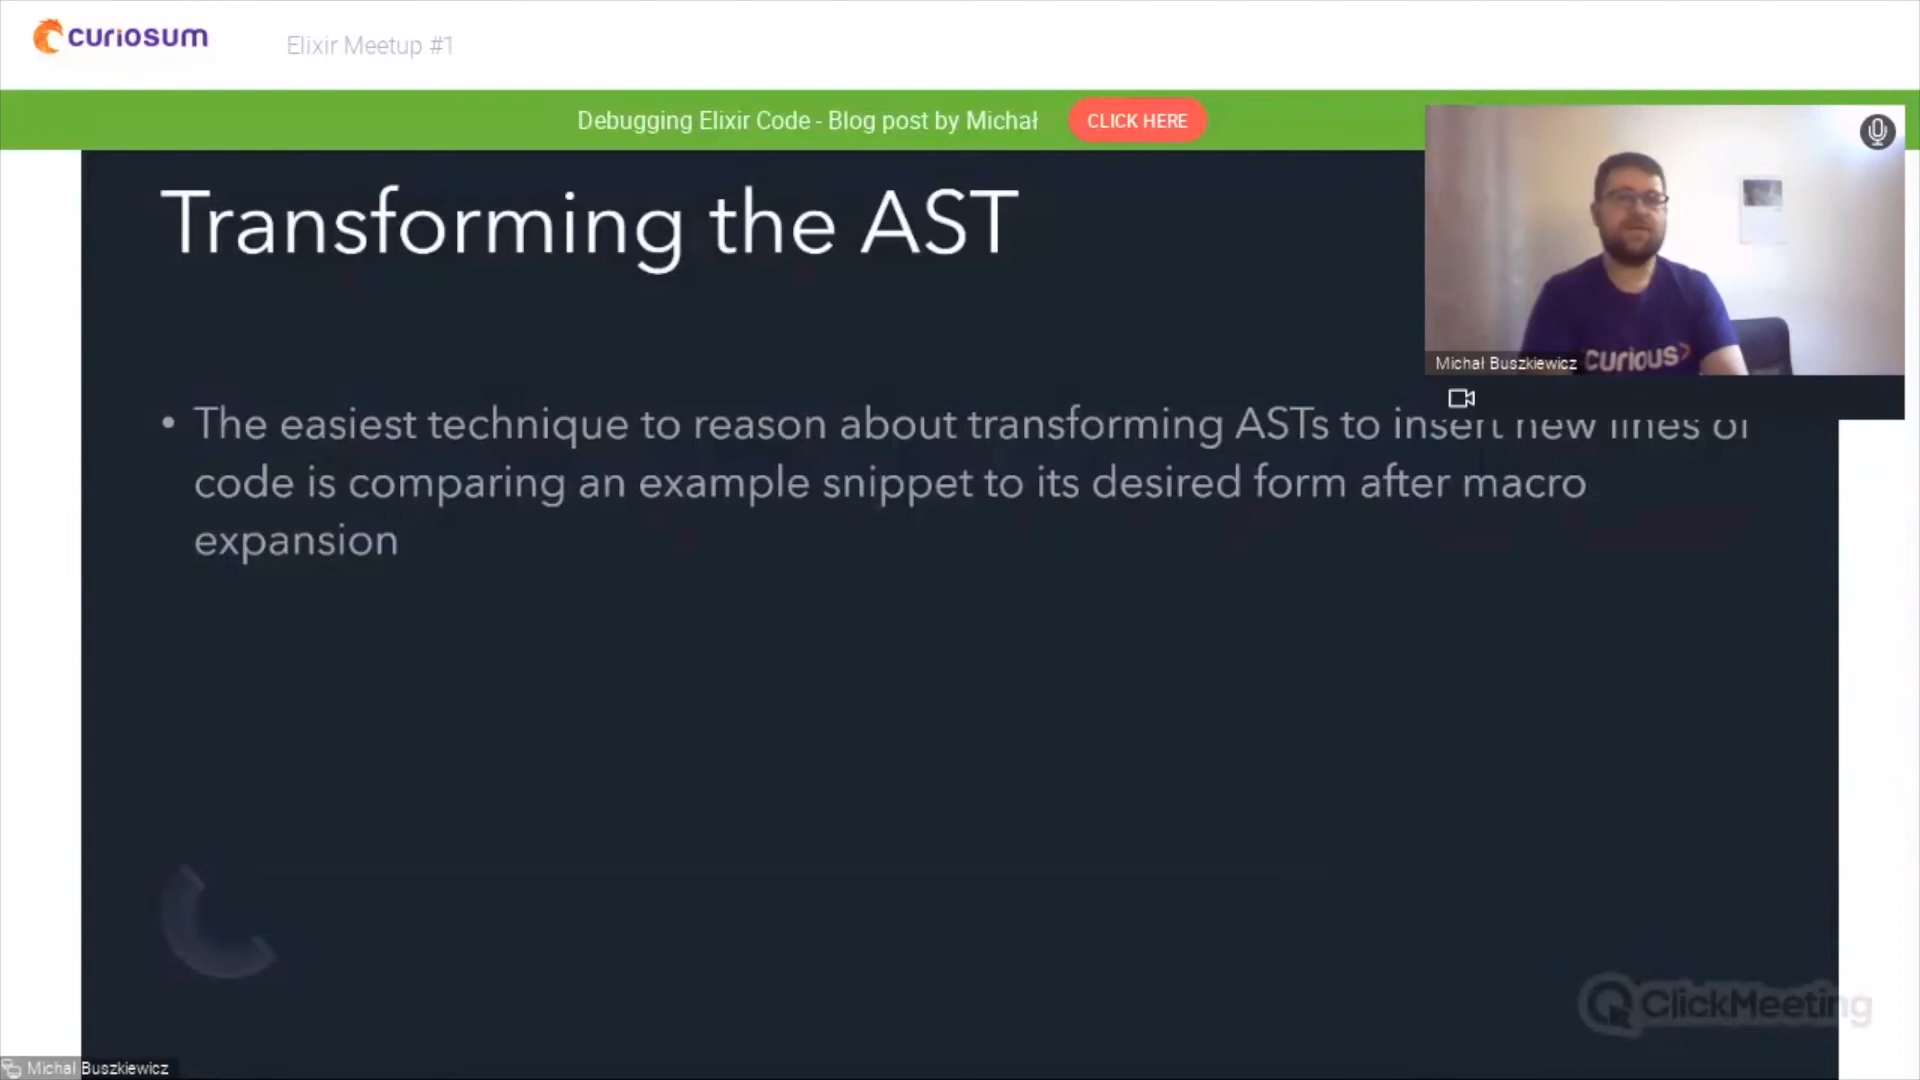 curiosum
Elixir Meetup #1
Debugging Elixir Code - Blog post by Michał
CLICK HERE
Transforming the AST
curious>
Michał Buszkiewicz
• The easiest technique to reason about transforming ASTs to insert new lines of
code is comparing an example snippet to its desired form after macro
expansion
ClickMeeting
Michał Buszkiewicz